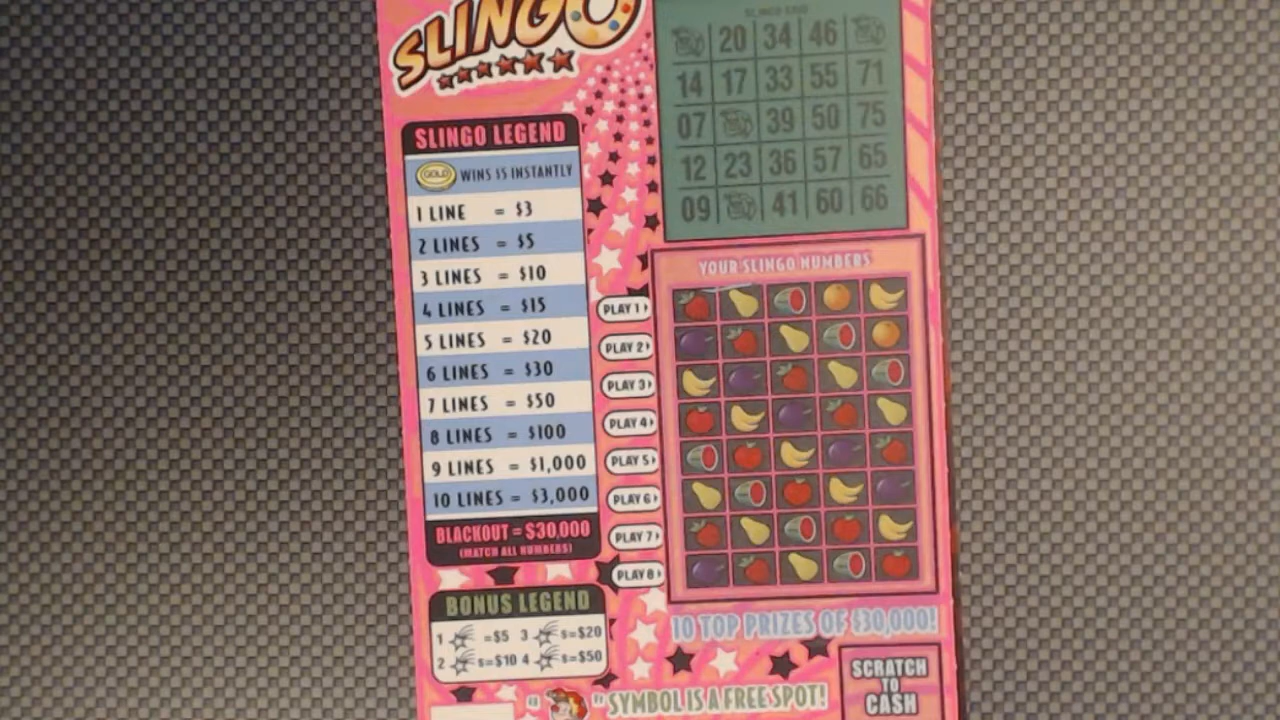 SLINGO
SLINGO GRID
20 34 46
14 17 33 55 71
07 39 50 75
12 23 36 57 65
09 41 60 66
SLINGO LEGEND
GOLD WINS 1S INSTANTLY
1 LINE = $3
2 LINES = $5
3 LINES = $10
4 LINES = $15
5 LINES = $20
6 LINES = $30
7 LINES = $50
8 LINES = $100
9 LINES = $1,000
10 LINES = $3,000
BLACKOUT = $30,000
(MATCH ALL NUMBERS)
YOUR SLINGO NUMBERS
PLAY 1
PLAY 2
PLAY 3
PLAY 4
PLAY 5
PLAY 6
PLAY 7
PLAY 8
BONUS LEGEND
1 =$5 3 s=$20
2 s=$10 4 s=$50
10 TOP PRIZES OF $30,000!
" " SYMBOL IS A FREE SPOT!
SCRATCH
TO
CASH